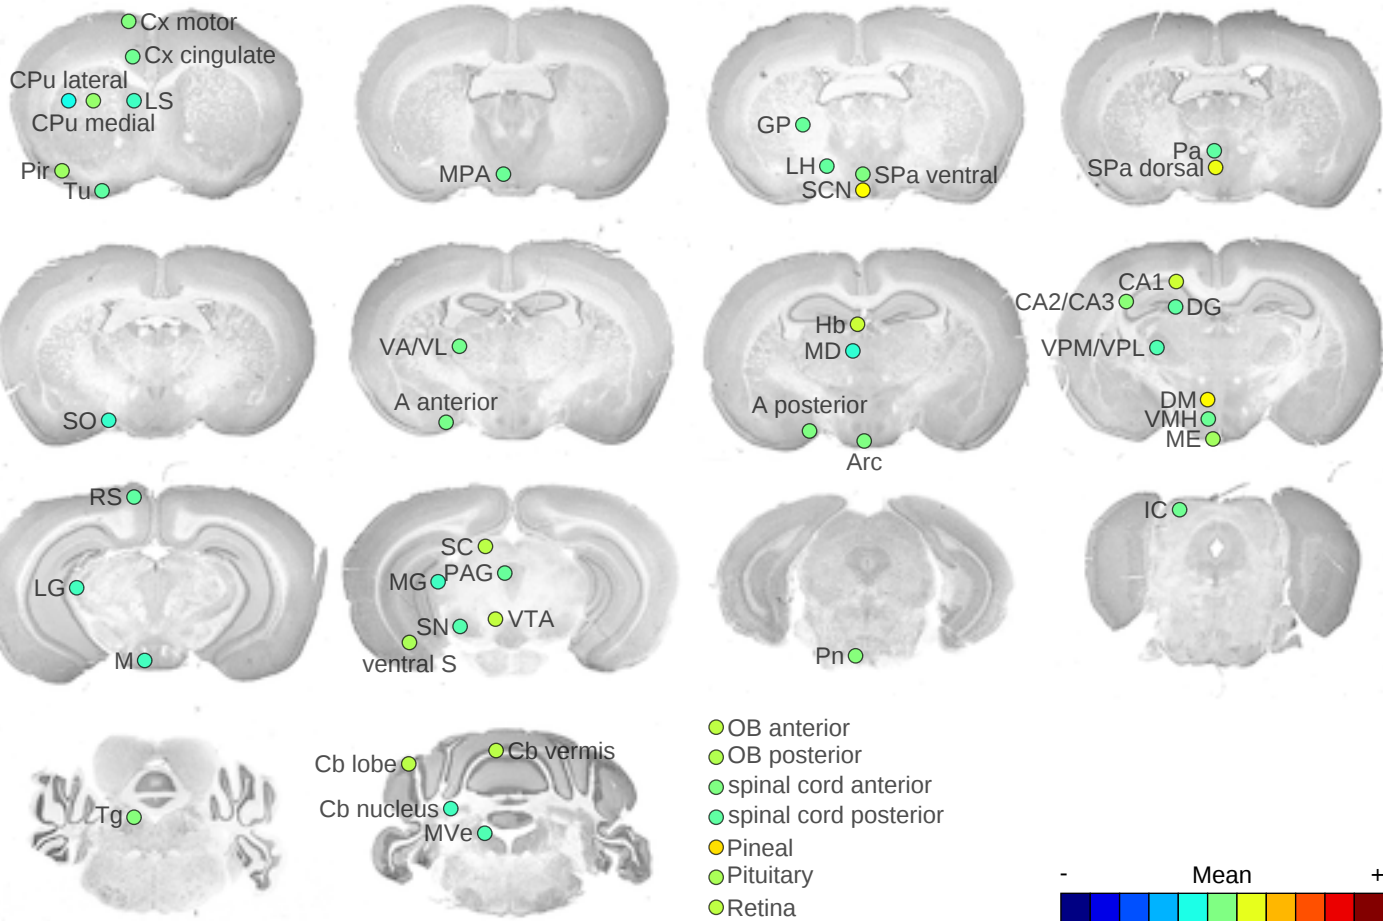 Cx motor
Cx cingulate
CPu lateral
LS
CPu medial
Pir
Tu
MPA
GP
LH
SPa ventral
SCN
Pa
SPa dorsal
SO
VA/VL
A anterior
Hb
MD
A posterior
Arc
CA1
CA2/CA3
DG
VPM/VPL
DM
VMH
ME
RS
LG
M
SC
MG
PAG
SN
VTA
ventral S
Pn
IC
Tg
Cb lobe
Cb vermis
Cb nucleus
MVe
OB anterior
OB posterior
spinal cord anterior
spinal cord posterior
Pineal
Pituitary
Retina
- Mean +